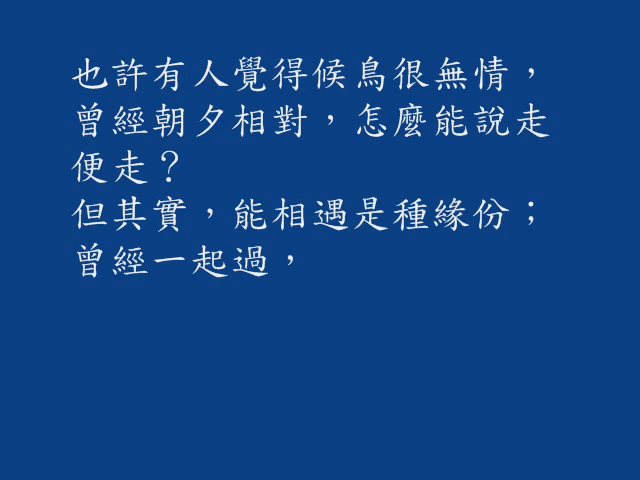 也許有人覺得候鳥很無情，
曾經朝夕相對，怎麼能說走
便走？
但其實，能相遇是種緣份；
曾經一起過，